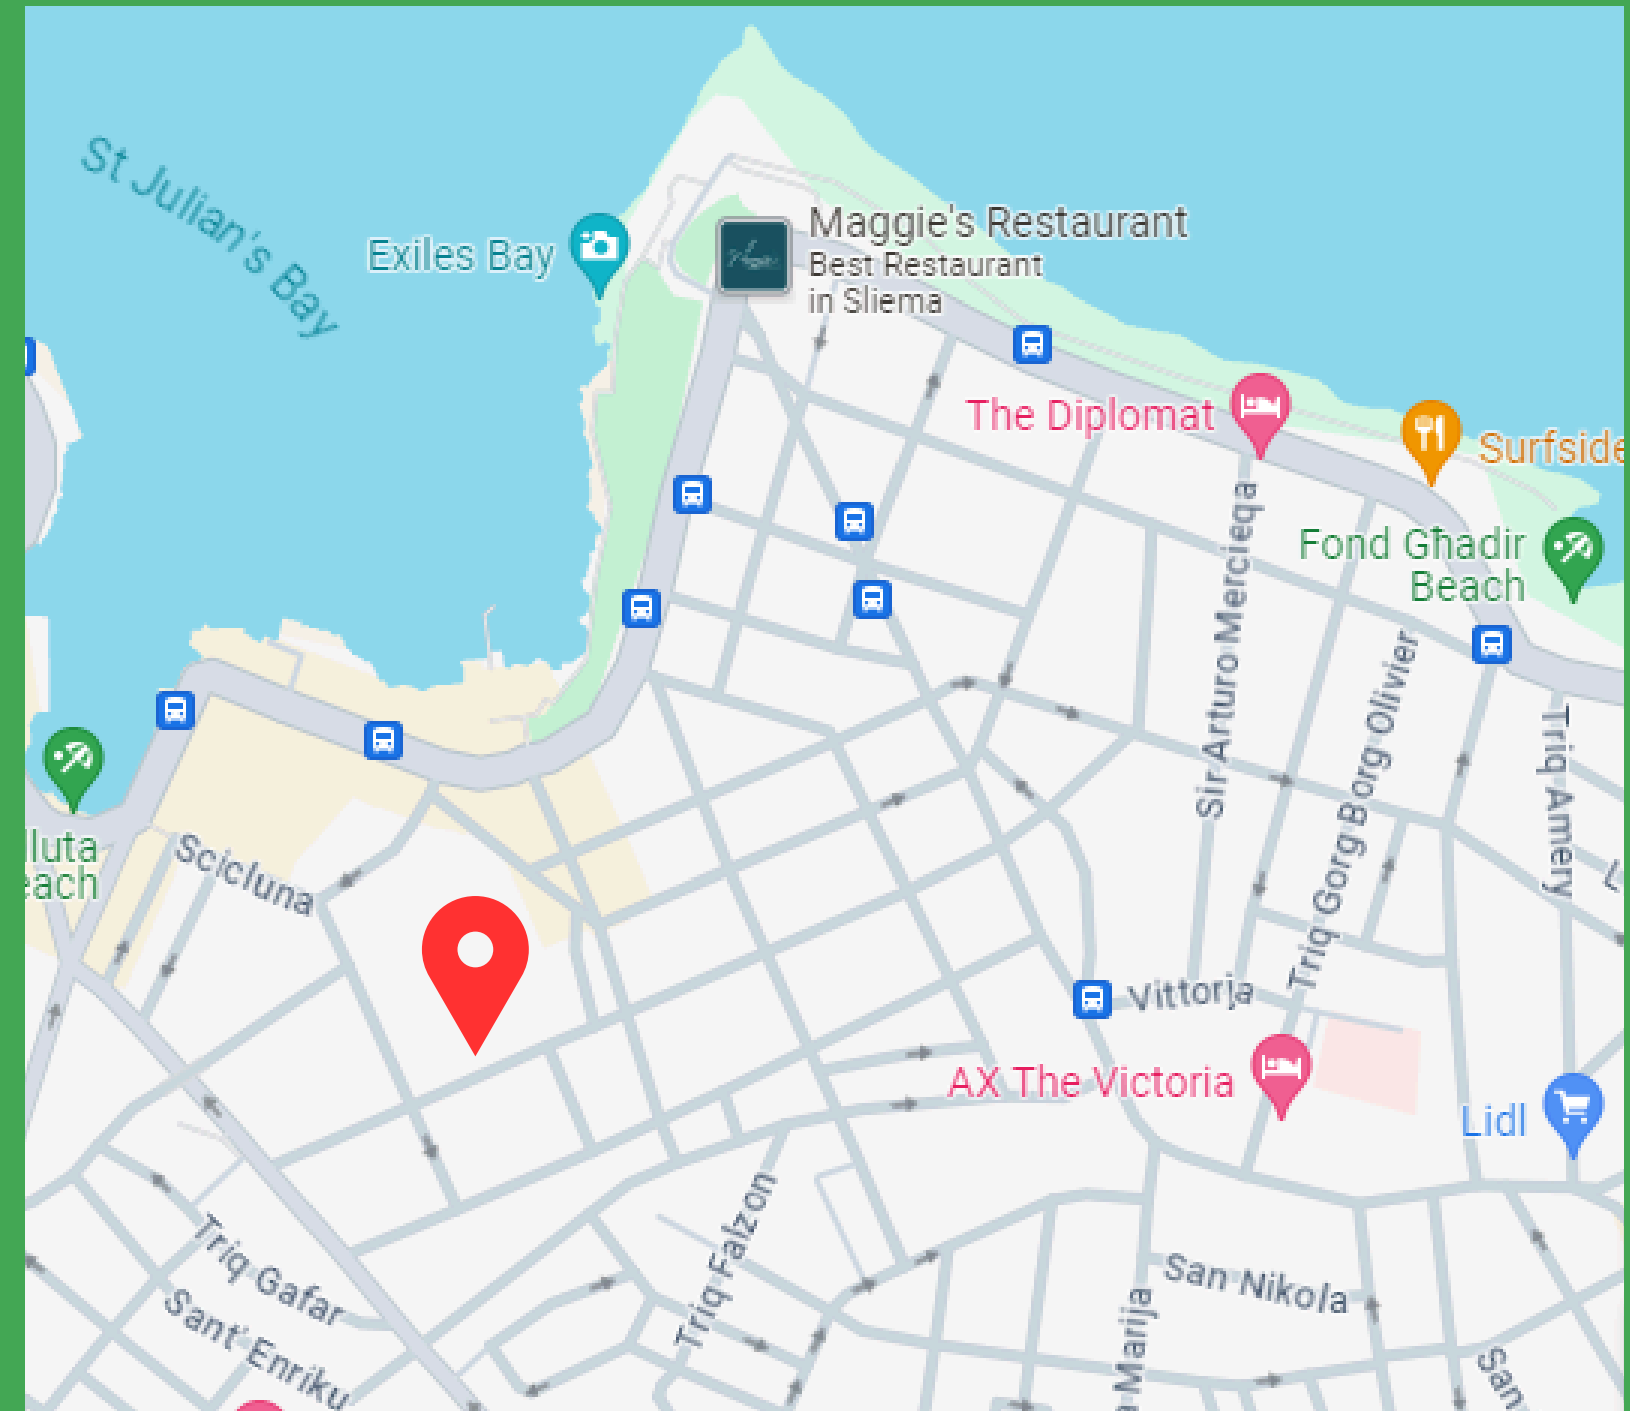 St Julian's Bay
Exiles Bay
Maggie's Restaurant
Best Restaurant
in Sliema
The Diplomat
Surfside
Fond Għadir
Beach
Sir Arturo Mercieqa
Triq Ġorġ Borg Olivier
Triq Amery
lluta
each
Scicluna
Vittorja
AX The Victoria
Lidl
Triq Falzon
Triq Gafar
Sant' Enriku
San Nikola
Marija
San